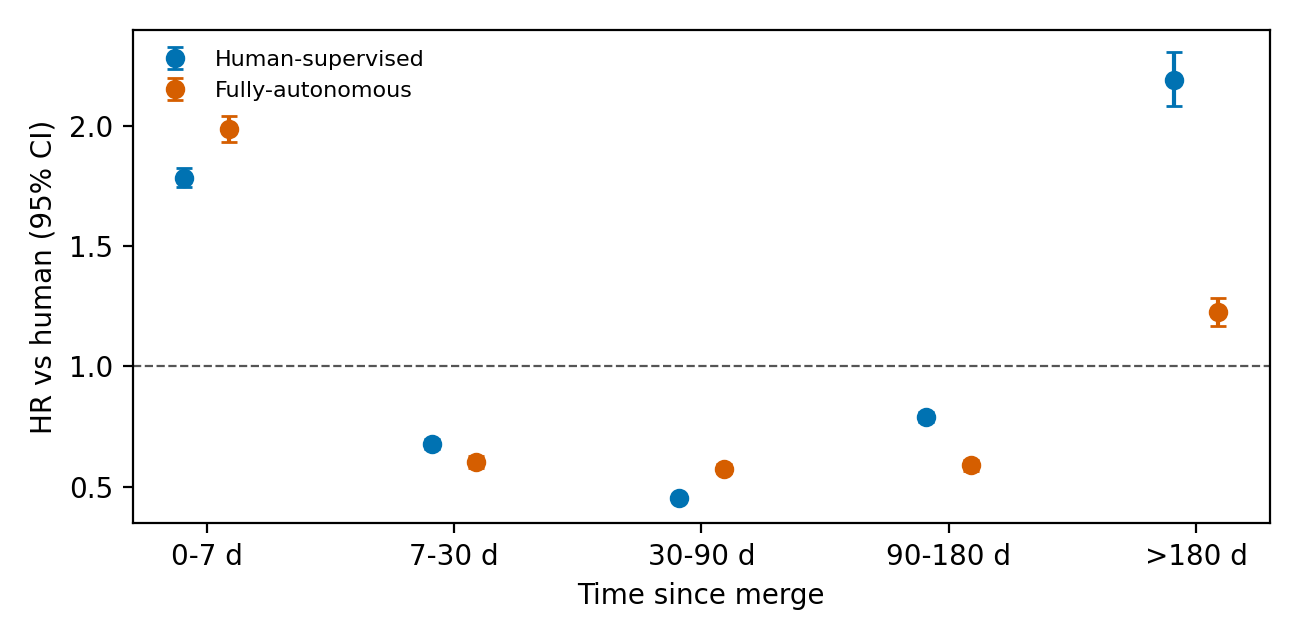 Human-supervised
Fully-autonomous
HR vs human (95% CI)
2.0
1.5
1.0
0.5
0-7 d
7-30 d
30-90 d
90-180 d
>180 d
Time since merge